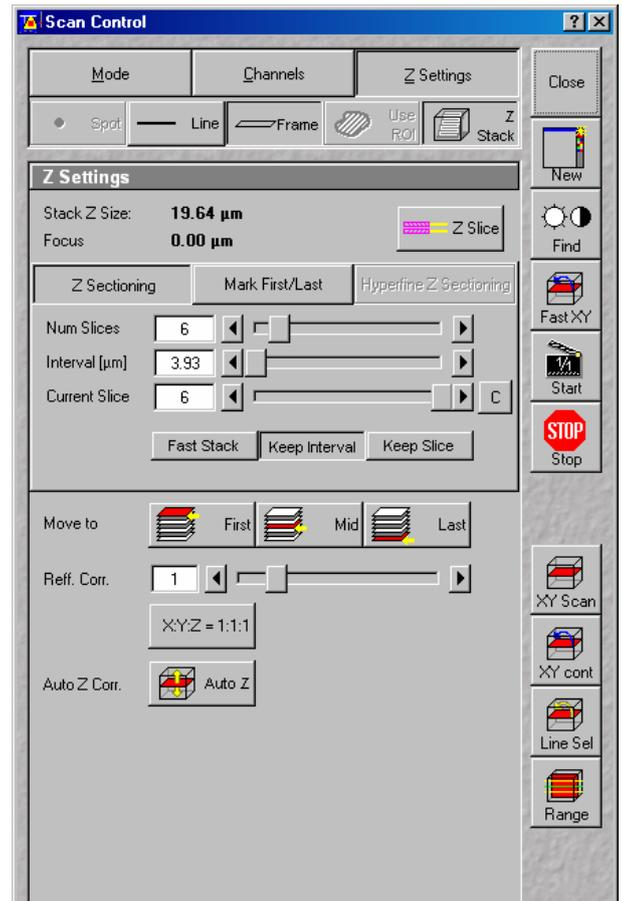 Scan Control
Mode Channels Z Settings Close
Spot Line Frame Use ROI Z Stack
New
Z Settings
Stack Z Size: 19.64 µm
Focus 0.00 µm
Z Slice
Find
Z Sectioning Mark First/Last Hyperfine Z Sectioning
Fast XY
Num Slices 6
Interval [µm] 3.93
Current Slice 6 C
1/1
Start
Fast Stack Keep Interval Keep Slice
STOP
Stop
Move to First Mid Last
Reff. Corr. 1
X:Y:Z = 1:1:1
Auto Z Corr. Auto Z
XY Scan
XY cont
Line Sel
Range